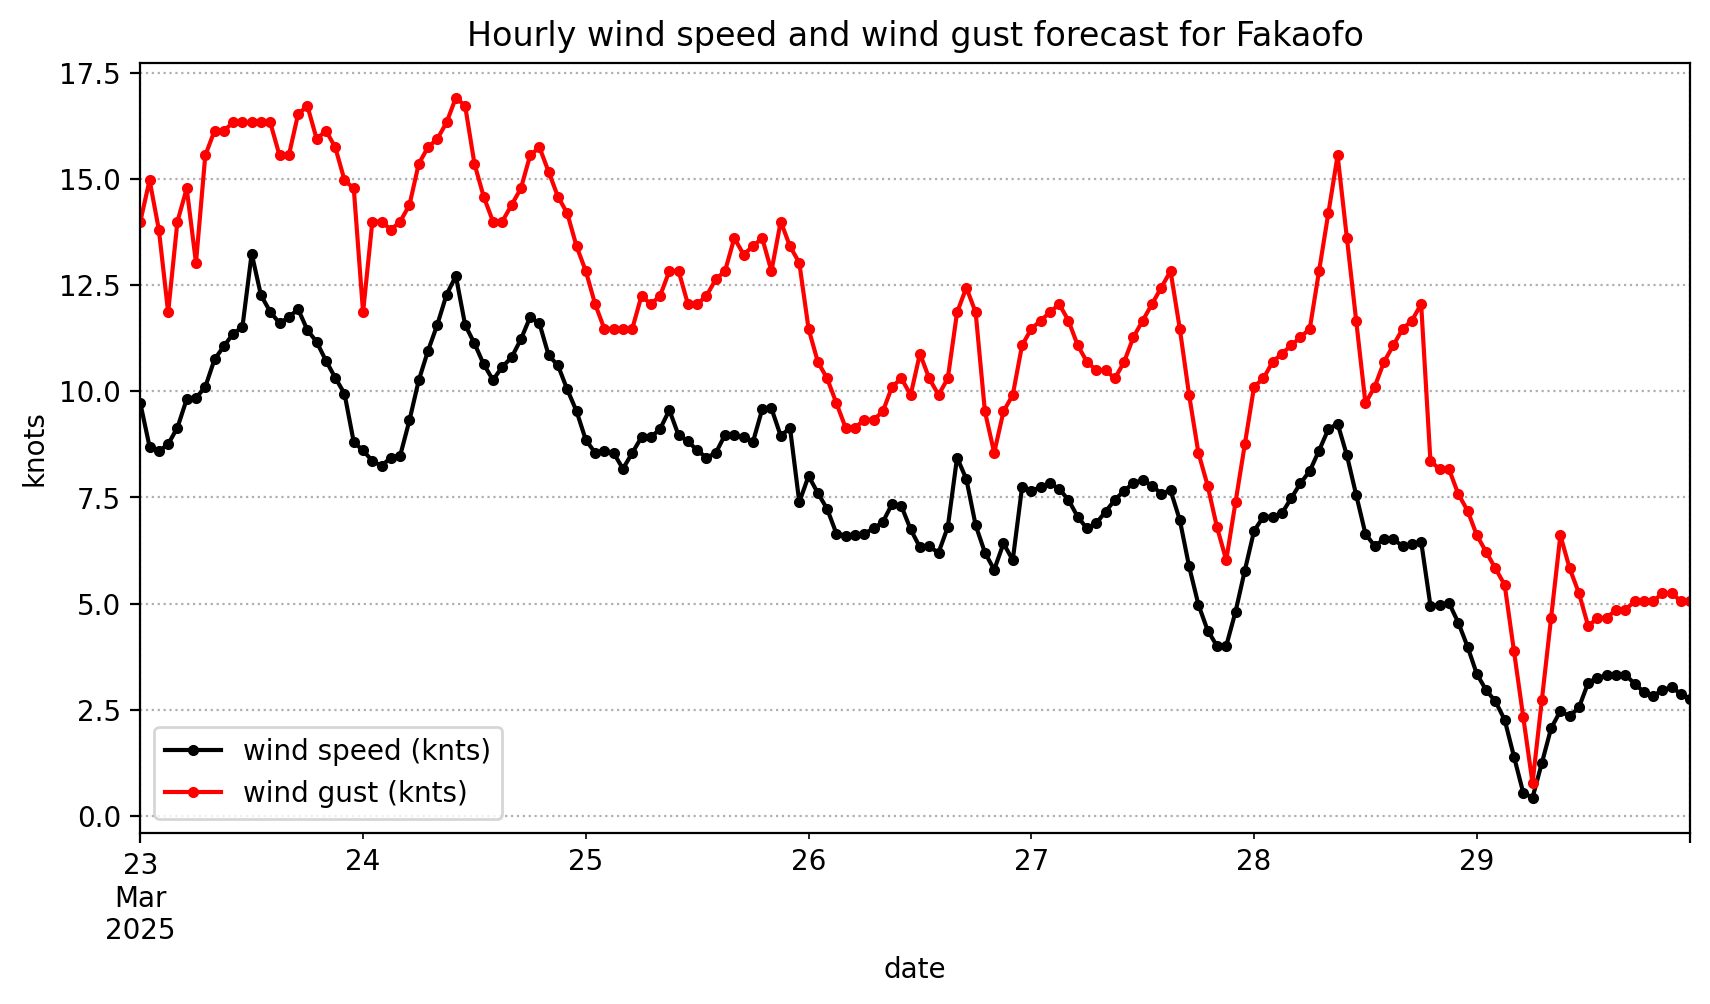 Hourly wind speed and wind gust forecast for Fakaofo
17.5
15.0
12.5
10.0
7.5
5.0
2.5
0.0
knots
wind speed (knts)
wind gust (knts)
23 24 25 26 27 28 29
Mar
2025
date